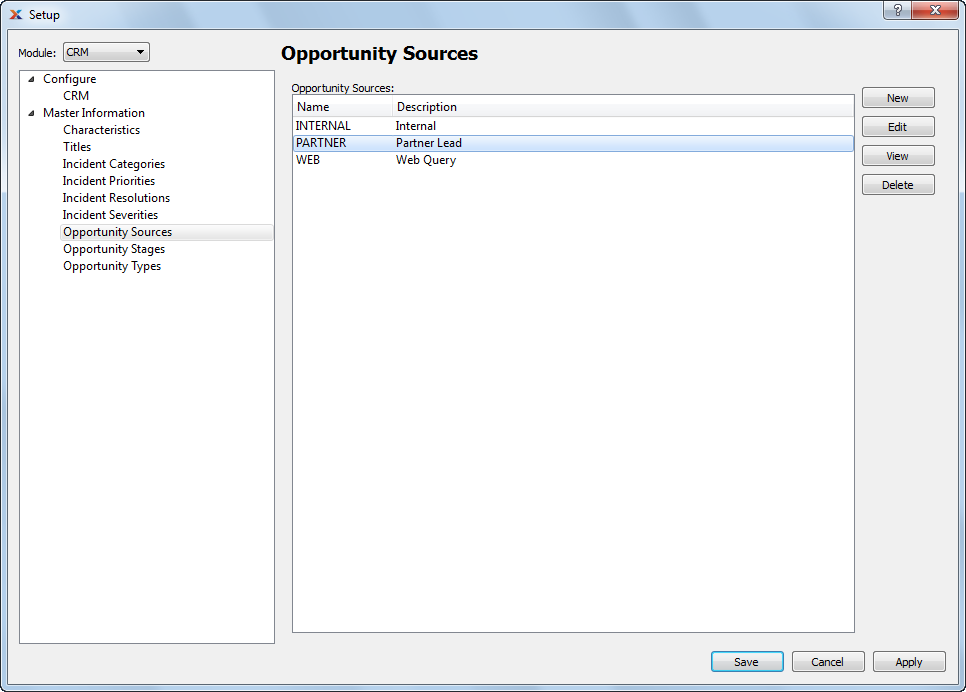 Setup
?
Module: CRM
Configure
CRM
Master Information
Characteristics
Titles
Incident Categories
Incident Priorities
Incident Resolutions
Incident Severities
Opportunity Sources
Opportunity Stages
Opportunity Types
Opportunity Sources
Opportunity Sources:
Name Description
INTERNAL Internal
PARTNER Partner Lead
WEB Web Query
New
Edit
View
Delete
Save Cancel Apply